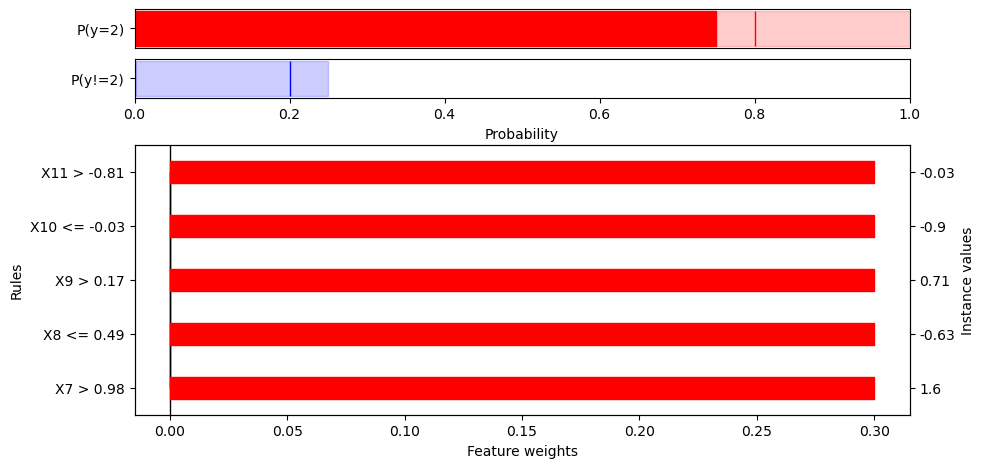 P(y=2)
P(y!=2)
0.0 0.2 0.4 0.6 0.8 1.0
Probability
X11 > -0.81 -0.03
X10 <= -0.03 -0.9
X9 > 0.17 0.71
X8 <= 0.49 -0.63
X7 > 0.98 1.6
Rules
Instance values
0.00 0.05 0.10 0.15 0.20 0.25 0.30
Feature weights